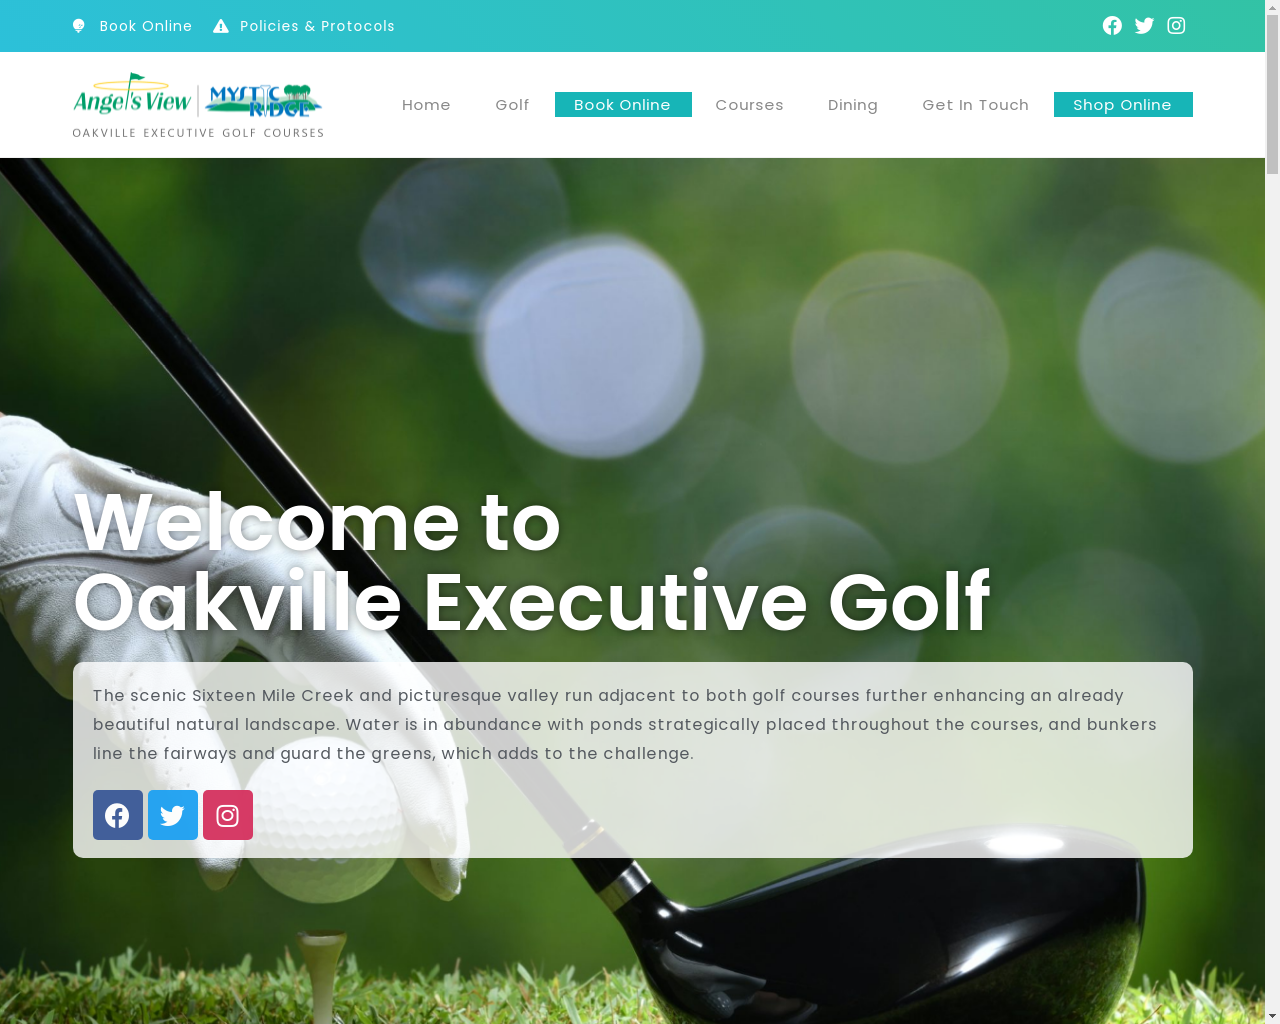 Book Online
Policies & Protocols
Angel's View
MYSTIC RIDGE
OAKVILLE EXECUTIVE GOLF COURSES
Home
Golf
Book Online
Courses
Dining
Get In Touch
Shop Online
Welcome to
Oakville Executive Golf
The scenic Sixteen Mile Creek and picturesque valley run adjacent to both golf courses further enhancing an already
beautiful natural landscape. Water is in abundance with ponds strategically placed throughout the courses, and bunkers
line the fairways and guard the greens, which adds to the challenge.